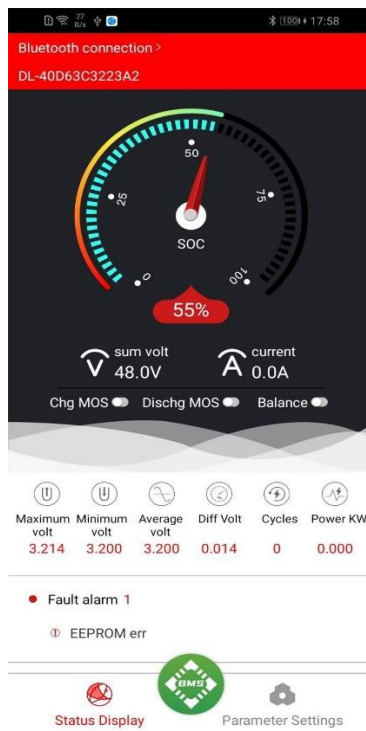 27
B/s
100
17:58
Bluetooth connection >
DL-40D63C3223A2
0
25
50
75
100
SOC
55%
sum volt
V 48.0V
current
A 0.0A
Chg MOS Dischg MOS Balance
Maximum volt
3.214
Minimum volt
3.200
Average volt
3.200
Diff Volt
0.014
Cycles
0
Power KW
0.000
Fault alarm 1
EEPROM err
BMS
Status Display
Parameter Settings